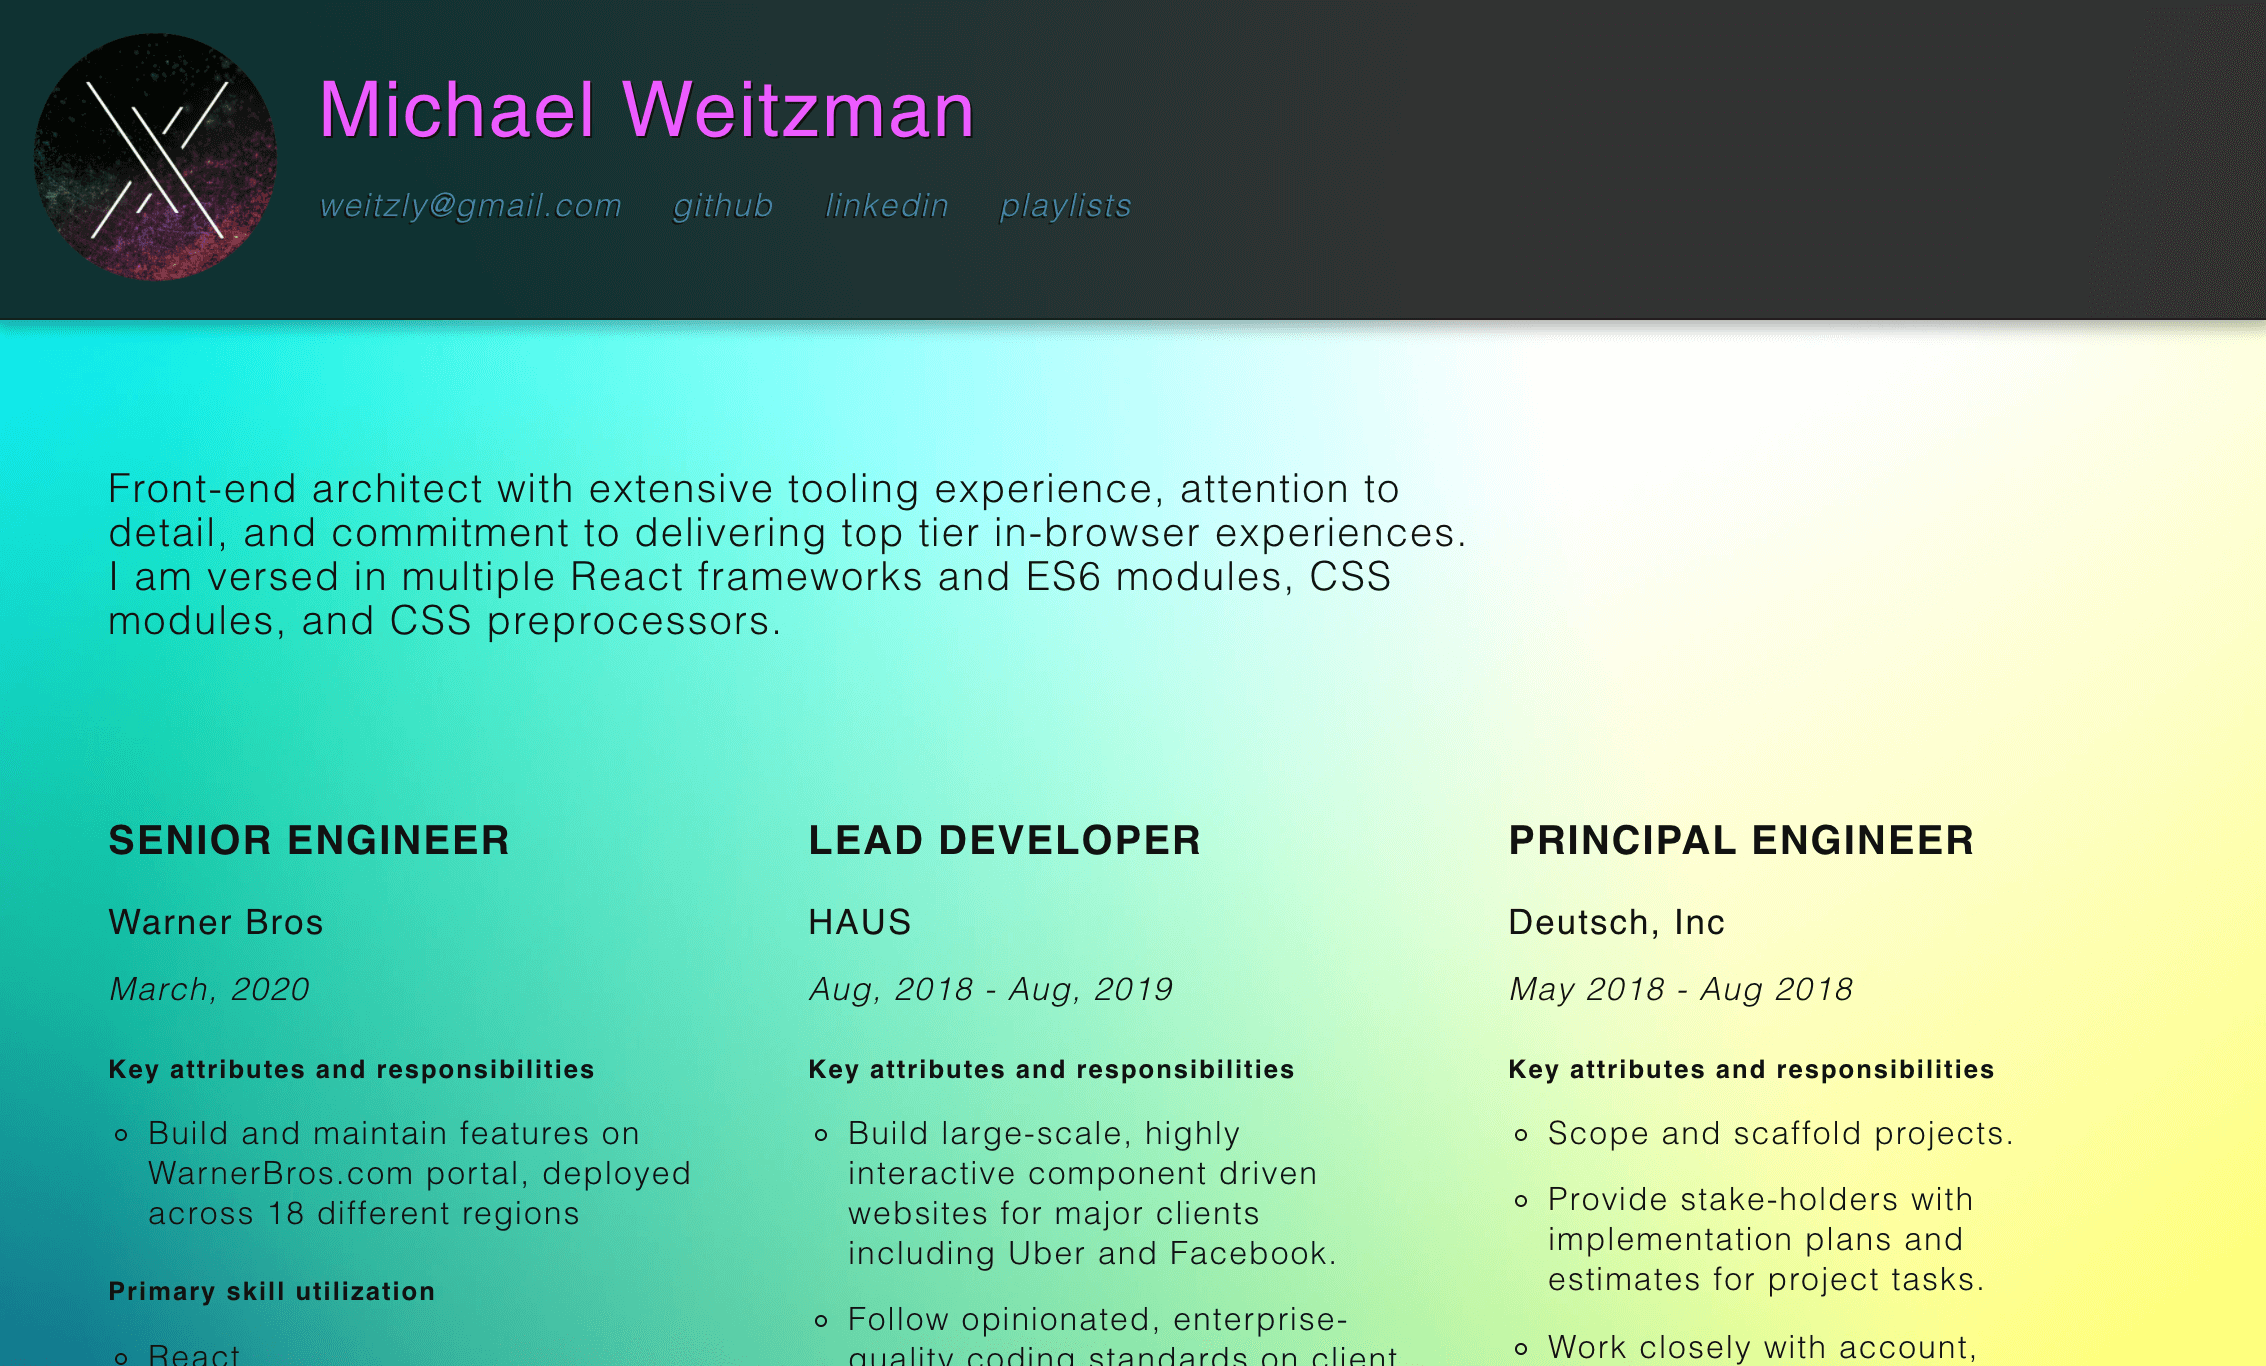 Michael Weitzman
weitzly@gmail.com github linkedin playlists
Front-end architect with extensive tooling experience, attention to
detail, and commitment to delivering top tier in-browser experiences.
I am versed in multiple React frameworks and ES6 modules, CSS
modules, and CSS preprocessors.
SENIOR ENGINEER
Warner Bros
March, 2020
Key attributes and responsibilities
Build and maintain features on
WarnerBros.com portal, deployed
across 18 different regions
Primary skill utilization
React
LEAD DEVELOPER
HAUS
Aug, 2018 - Aug, 2019
Key attributes and responsibilities
Build large-scale, highly
interactive component driven
websites for major clients
including Uber and Facebook.
Follow opinionated, enterprise-
quality coding standards on client
PRINCIPAL ENGINEER
Deutsch, Inc
May 2018 - Aug 2018
Key attributes and responsibilities
Scope and scaffold projects.
Provide stake-holders with
implementation plans and
estimates for project tasks.
Work closely with account,